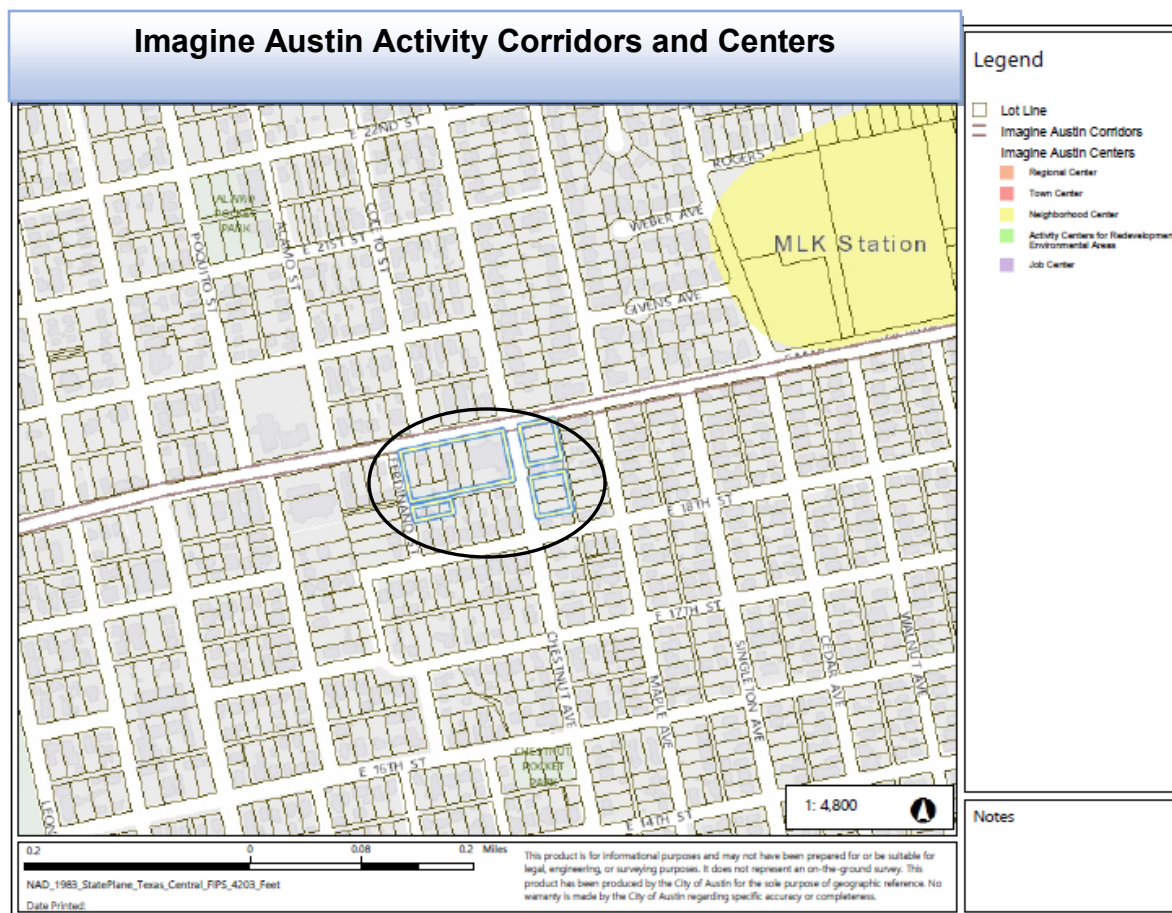 Imagine Austin Activity Corridors and Centers
Legend
Lot Line
Imagine Austin Corridors
Imagine Austin Centers
Regional Center
Town Center
Neighborhood Center
Activity Centers for Redevelopmen
Environmental Areas
Job Center
Notes
E 22ND ST
ROGERS
ALAMO
POCKET
PARK
COLETO ST
WEBER AVE
POQUITO ST
ALAMO ST
E 21ST ST
MLK Station
GIVENS AVE
FERDINAND ST
E 18TH ST
E 17TH ST
CHESTNUT AVE
MAPLE AVE
SINGLETON AVE
CEDAR AVE
WALNUT AVE
CHESTNUT
POCKET
PARK
E 16TH ST
LEON
E 14TH ST
1: 4,800
0.2 0 0.08 0.2 Miles
NAD_1983_StatePlane_Texas_Central_FIPS_4203_Feet
Date Printed:
This product is for informational purposes and may not have been prepared for or be suitable for
legal, engineering, or surveying purposes. It does not represent an on-the-ground survey. This
product has been produced by the City of Austin for the sole purpose of geographic reference. No
warranty is made by the City of Austin regarding specific accuracy or completeness.